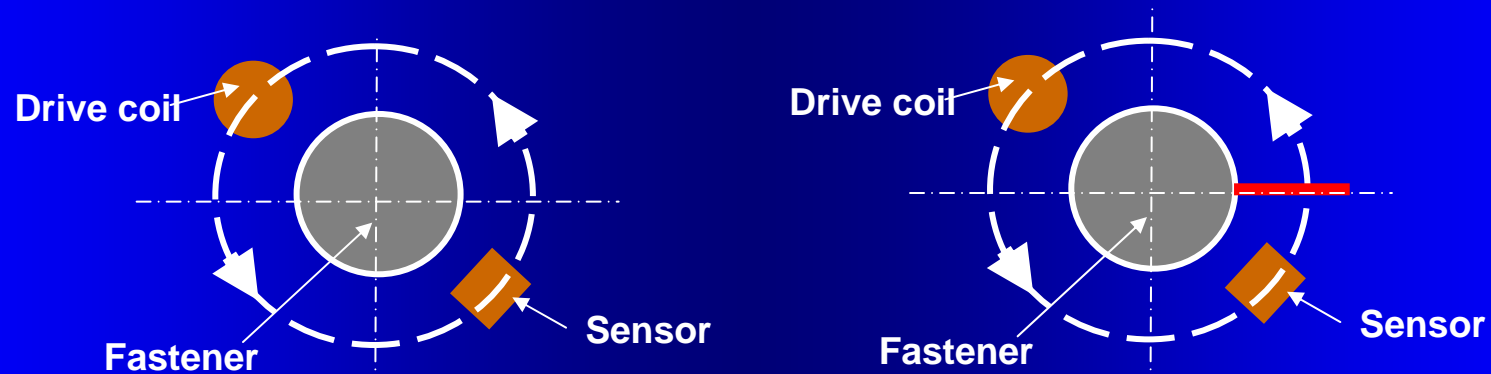 Drive coil
Sensor
Fastener
Drive coil
Sensor
Fastener